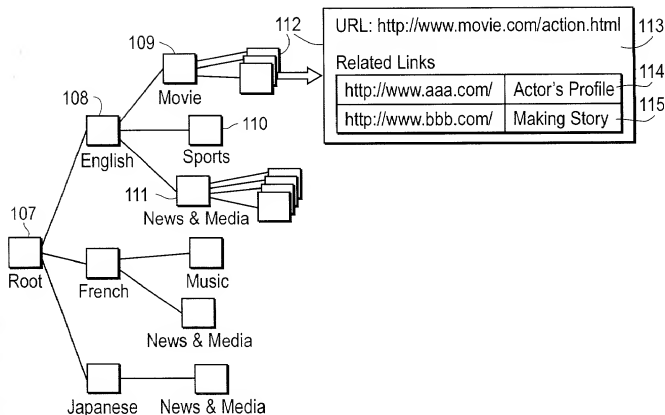 109
112
URL: http://www.movie.com/action.html
113
Related Links
114
http://www.aaa.com/ Actor's Profile
115
http://www.bbb.com/ Making Story
Movie
108
110
English
Sports
111
News & Media
107
Root
French
Music
News & Media
Japanese
News & Media